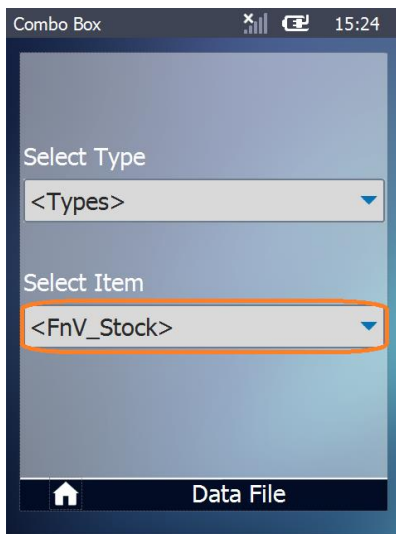 Combo Box 15:24
Select Type
<Types>
Select Item
<FnV_Stock>
Data File